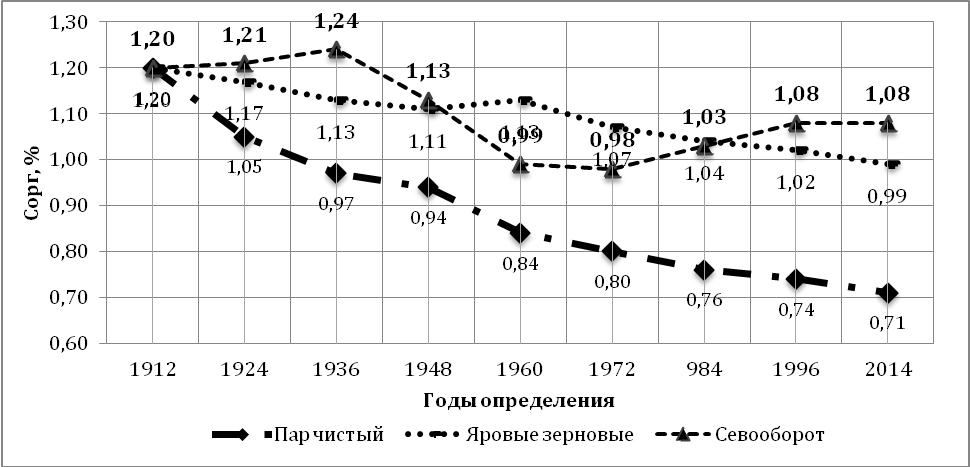 1,30
1,20
1,10
1,00
0,90
0,80
0,70
0,60
Сорг, %
1,20 1,21 1,24 1,13 0,99 0,98 1,03 1,08 1,08
1,20 1,17 1,13 1,11 1,13 1,07 1,04 1,02 0,99
1,05 0,97 0,94 0,84 0,80 0,76 0,74 0,71
1912 1924 1936 1948 1960 1972 984 1996 2014
Годы определения
Пар чистый Яровые зерновые Севооборот